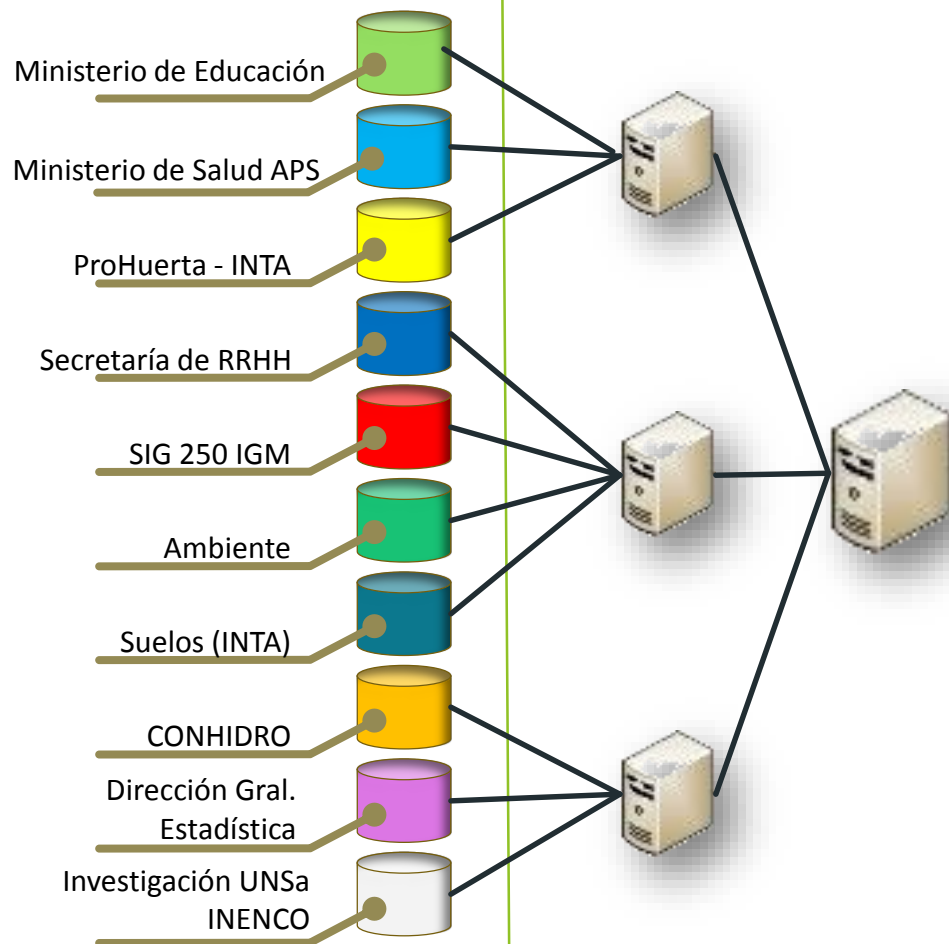 Ministerio de Educación
Ministerio de Salud APS
ProHuerta - INTA
Secretaría de RRHH
SIG 250 IGM
Ambiente
Suelos (INTA)
CONHIDRO
Dirección Gral.
Estadística
Investigación UNSa
INENCO